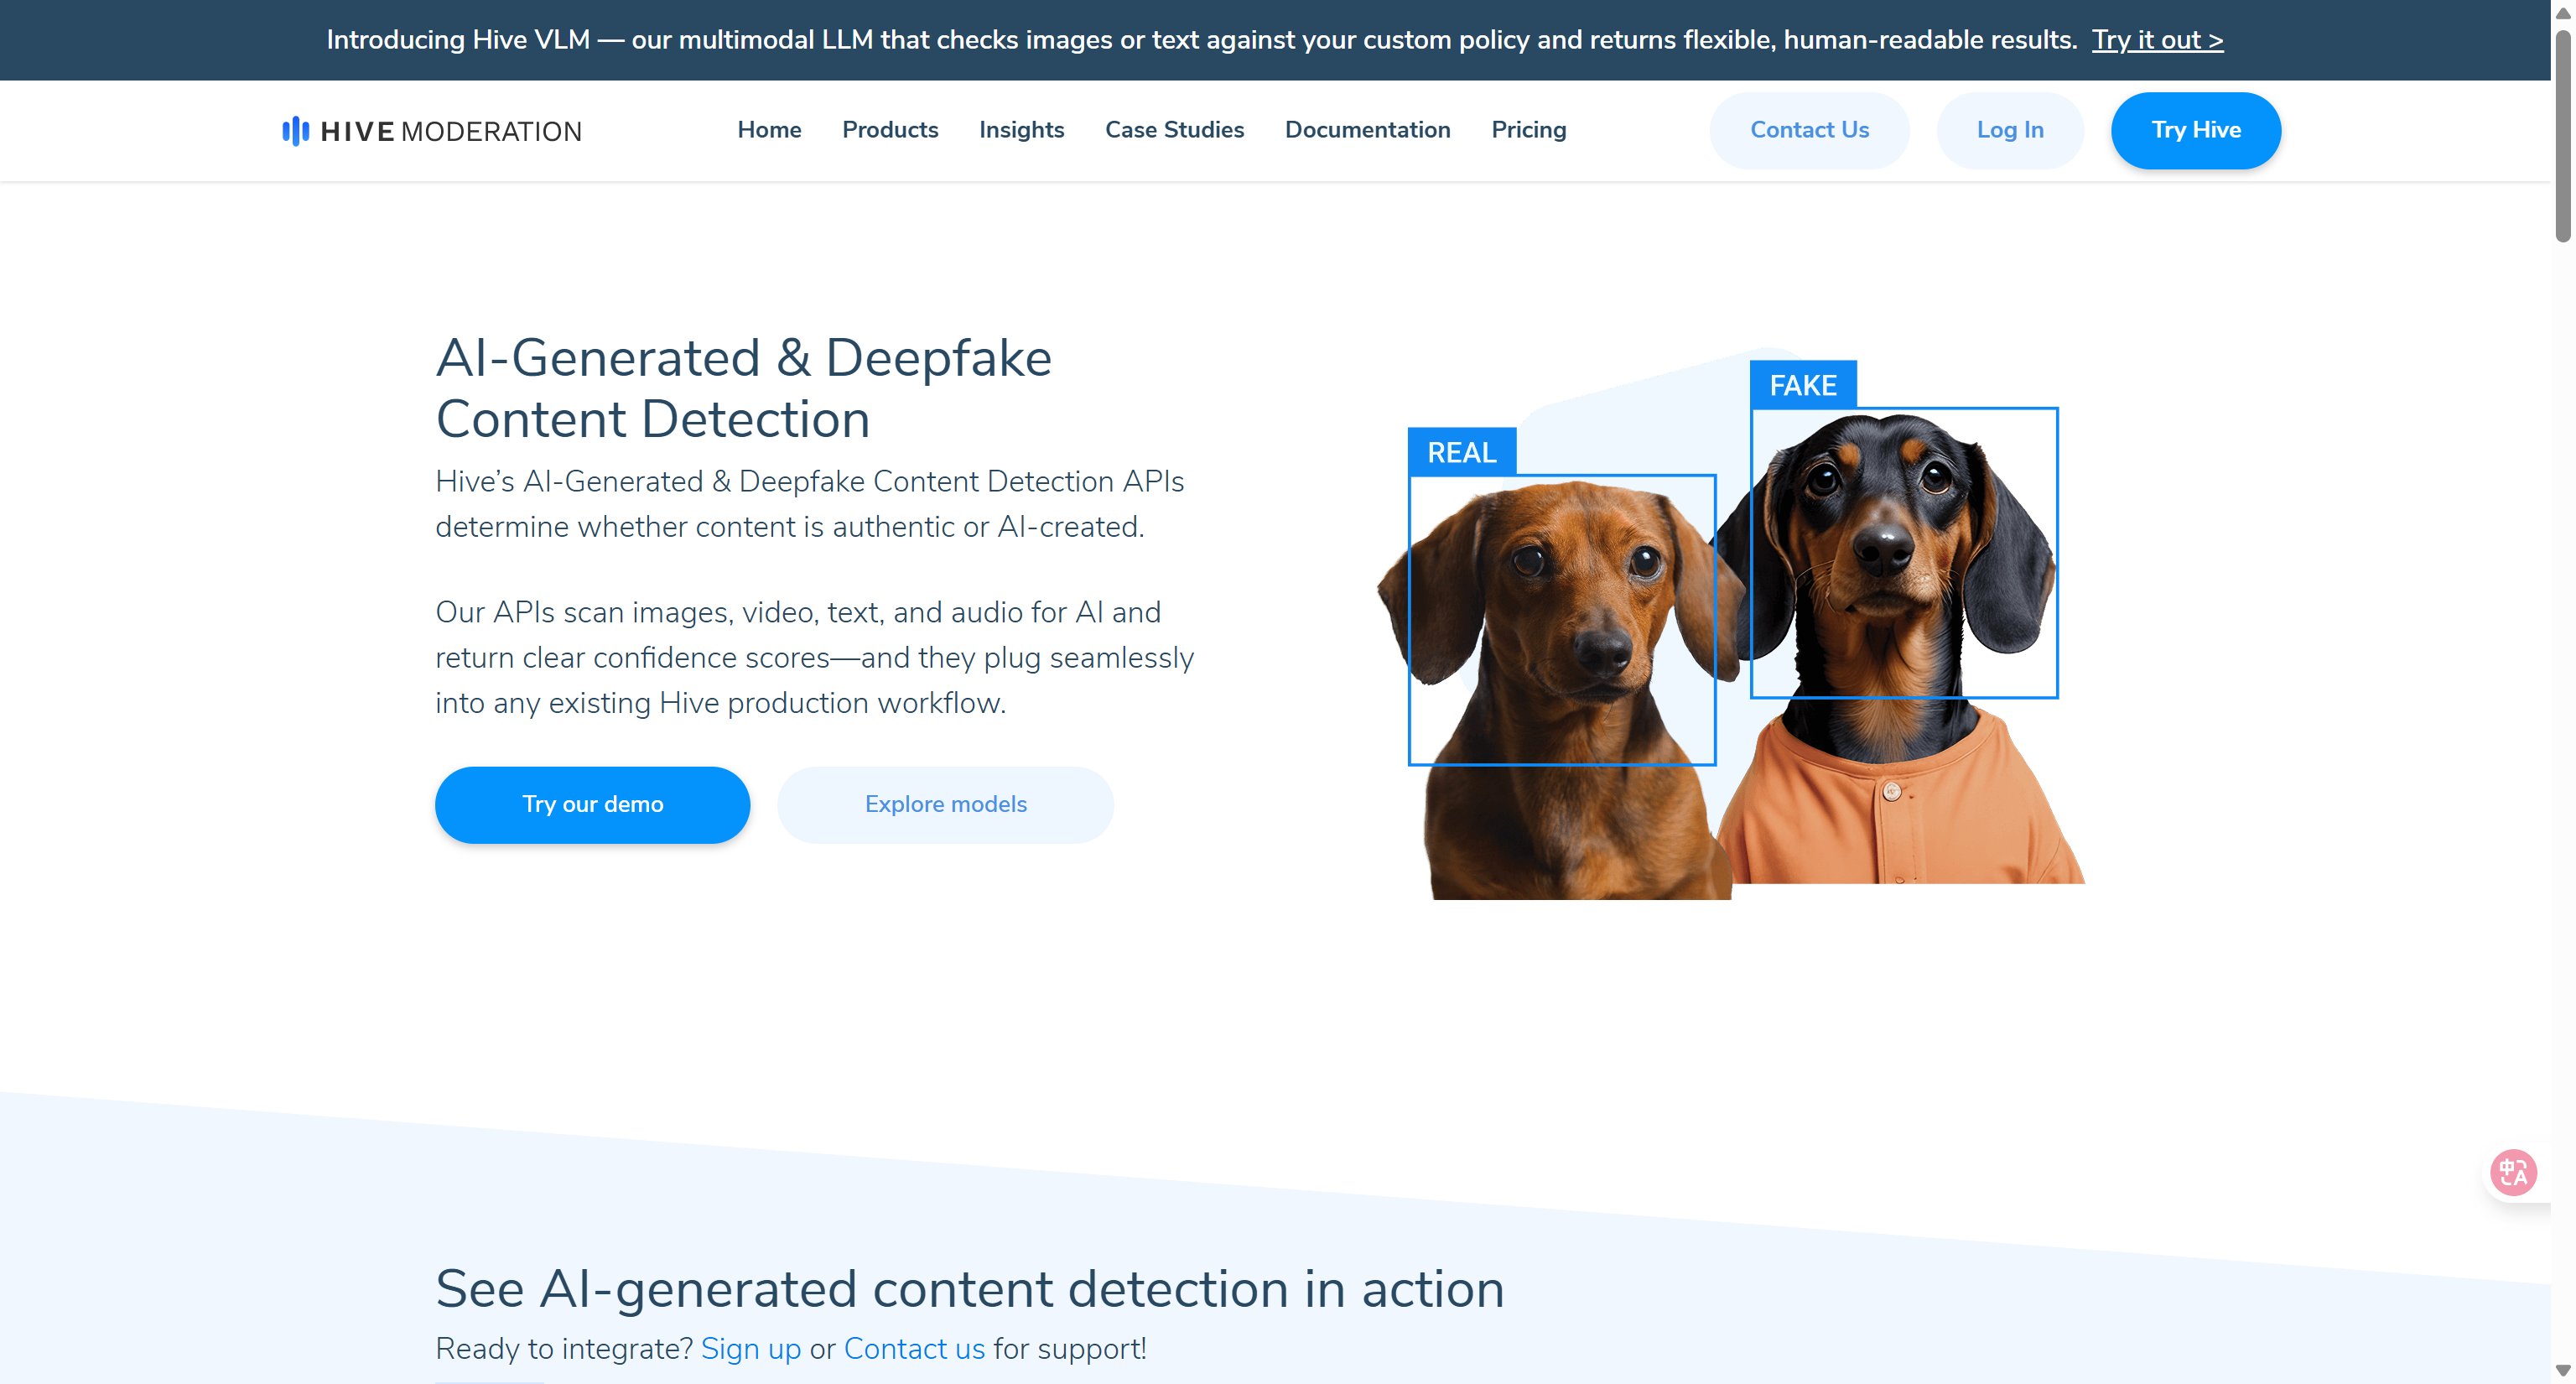 Introducing Hive VLM — our multimodal LLM that checks images or text against your custom policy and returns flexible, human-readable results. Try it out >
HIVE MODERATION
Home
Products
Insights
Case Studies
Documentation
Pricing
Contact Us
Log In
Try Hive
AI-Generated & Deepfake
Content Detection
Hive’s AI-Generated & Deepfake Content Detection APIs
determine whether content is authentic or AI-created.
Our APIs scan images, video, text, and audio for AI and
return clear confidence scores—and they plug seamlessly
into any existing Hive production workflow.
Try our demo
Explore models
REAL
FAKE
中A
See AI-generated content detection in action
Ready to integrate? Sign up or Contact us for support!